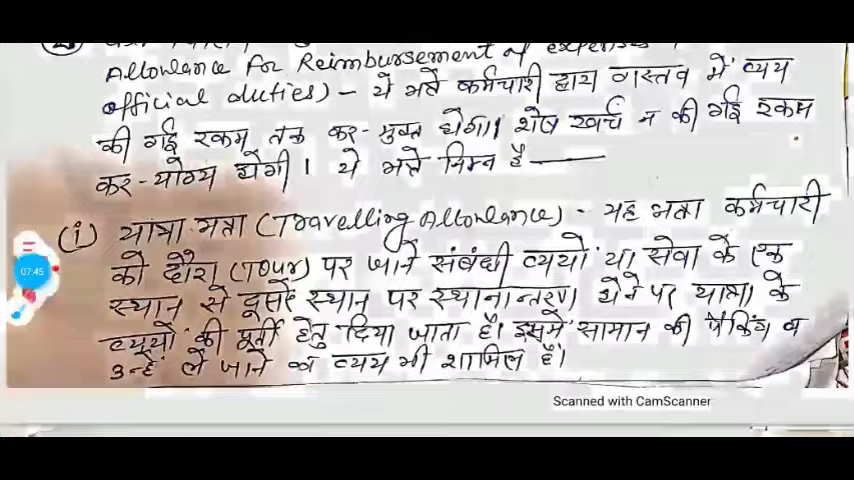 Allowance for Reimbursement of expenses
official duties) - ये भत्ते कर्मचारी द्वारा वास्तव में व्यय
की गई रकम तक कर-मुक्त होगा। शेष खर्च न की गई रकम
कर-योग्य होगी। ये भत्ते निम्न है
(i) यात्रा भत्ता (Travelling Allowance) - यह भत्ता कर्मचारी
को दौरा (Tour) पर जाने संबंधी व्ययों या सेवा के एक
स्थान से दूसरे स्थान पर स्थानान्तरण होने पर यात्रा के
व्ययों की पूर्ती हेतु दिया जाता है। इसमें सामान की पैकिंग व
उन्हें ले जाने का व्यय भी शामिल है।
07:45
Scanned with CamScanner